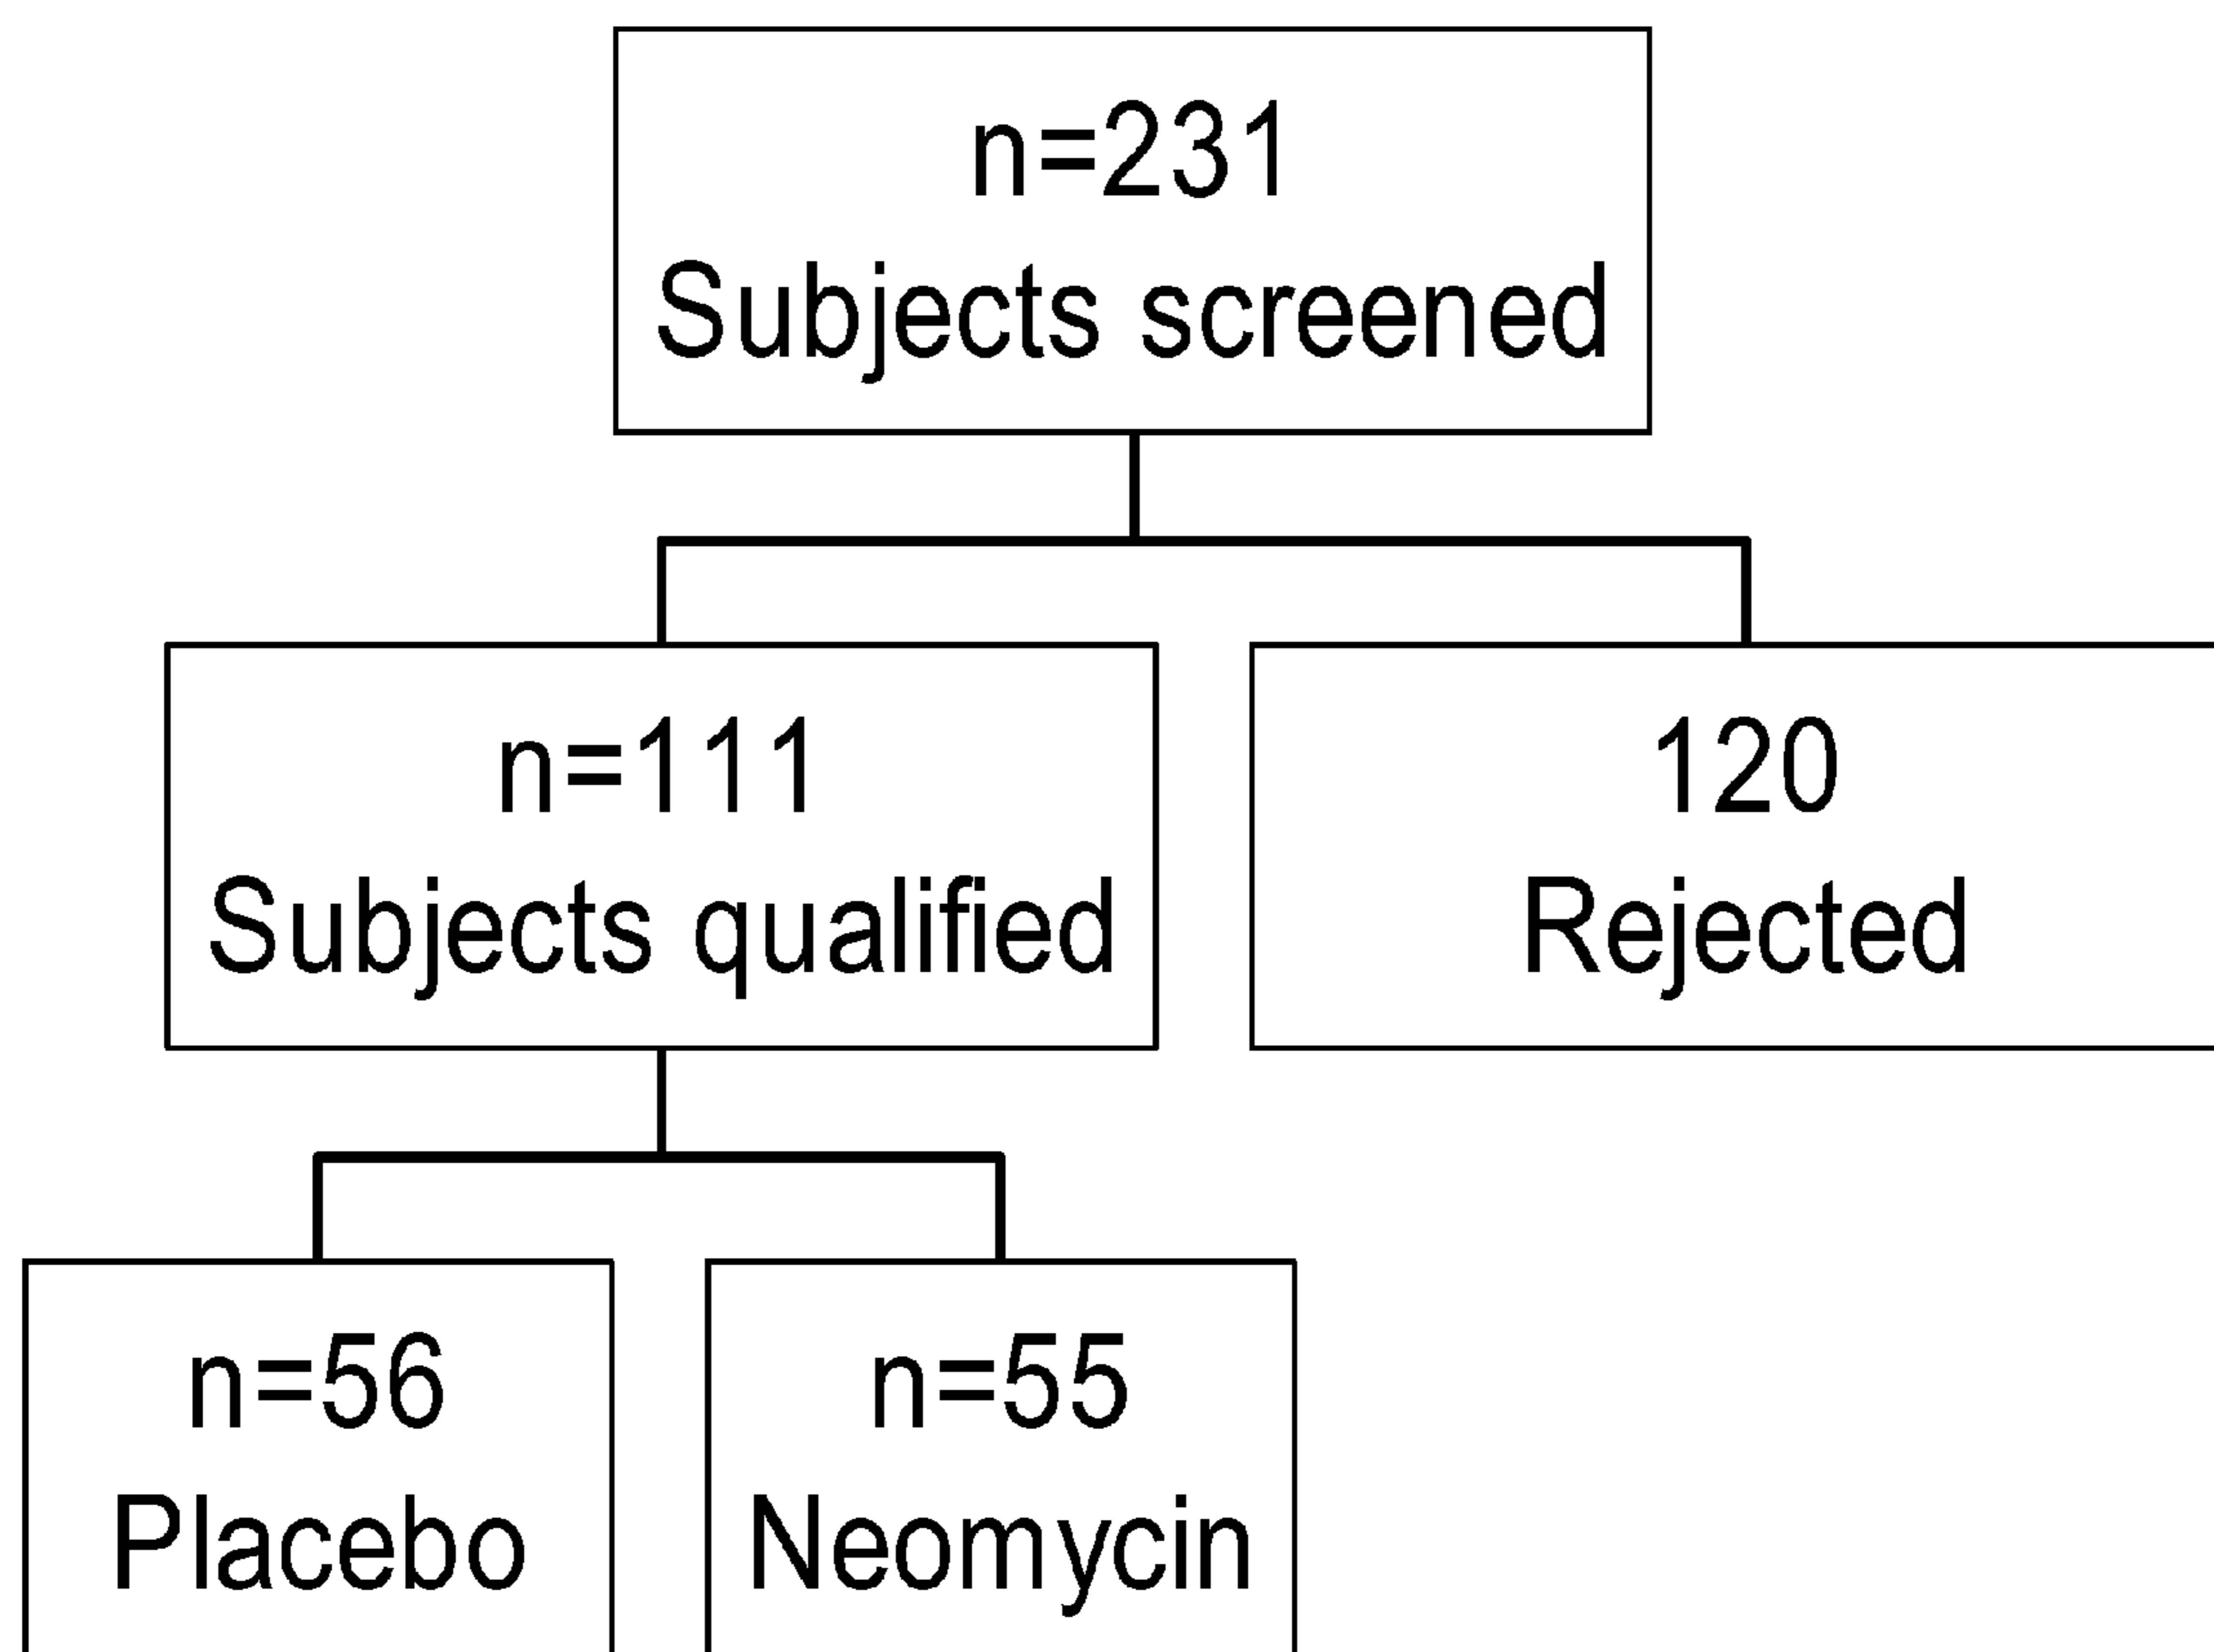 n=231
Subjects screened
n=111
Subjects qualified
120
Rejected
n=56
Placebo
n=55
Neomycin